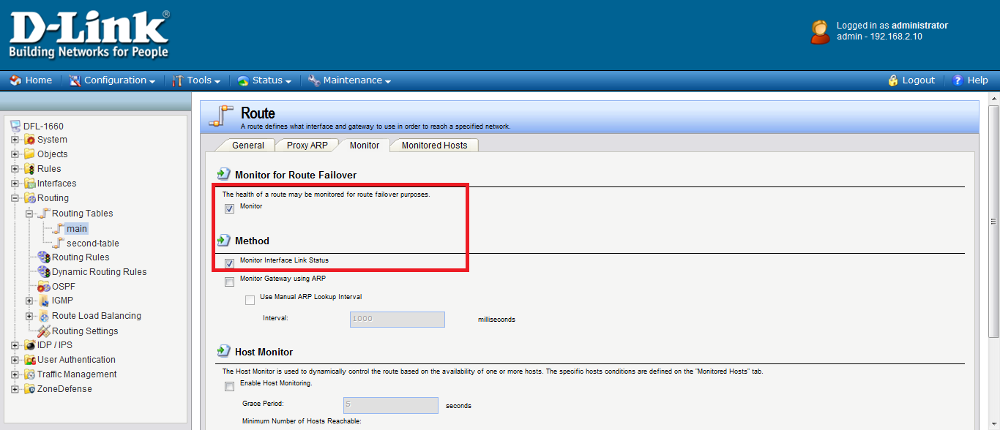 D-Link®
Building Networks for People
Logged in as administrator
admin - 192.168.2.10
Home Configuration Tools Status Maintenance Logout Help
DFL-1660
System
Objects
Rules
Interfaces
Routing
Routing Tables
main
second-table
Routing Rules
Dynamic Routing Rules
OSPF
IGMP
Route Load Balancing
Routing Settings
IDP / IPS
User Authentication
Traffic Management
ZoneDefense
Route
A route defines what interface and gateway to use in order to reach a specified network.
General Proxy ARP Monitor Monitored Hosts
Monitor for Route Failover
The health of a route may be monitored for route failover purposes.
Monitor
Method
Monitor Interface Link Status
Monitor Gateway using ARP
Use Manual ARP Lookup Interval
Interval: 1000 milliseconds
Host Monitor
The Host Monitor is used to dynamically control the route based on the availability of one or more hosts. The specific hosts conditions are defined on the "Monitored Hosts" tab.
Enable Host Monitoring.
Grace Period: 5 seconds
Minimum Number of Hosts Reachable: